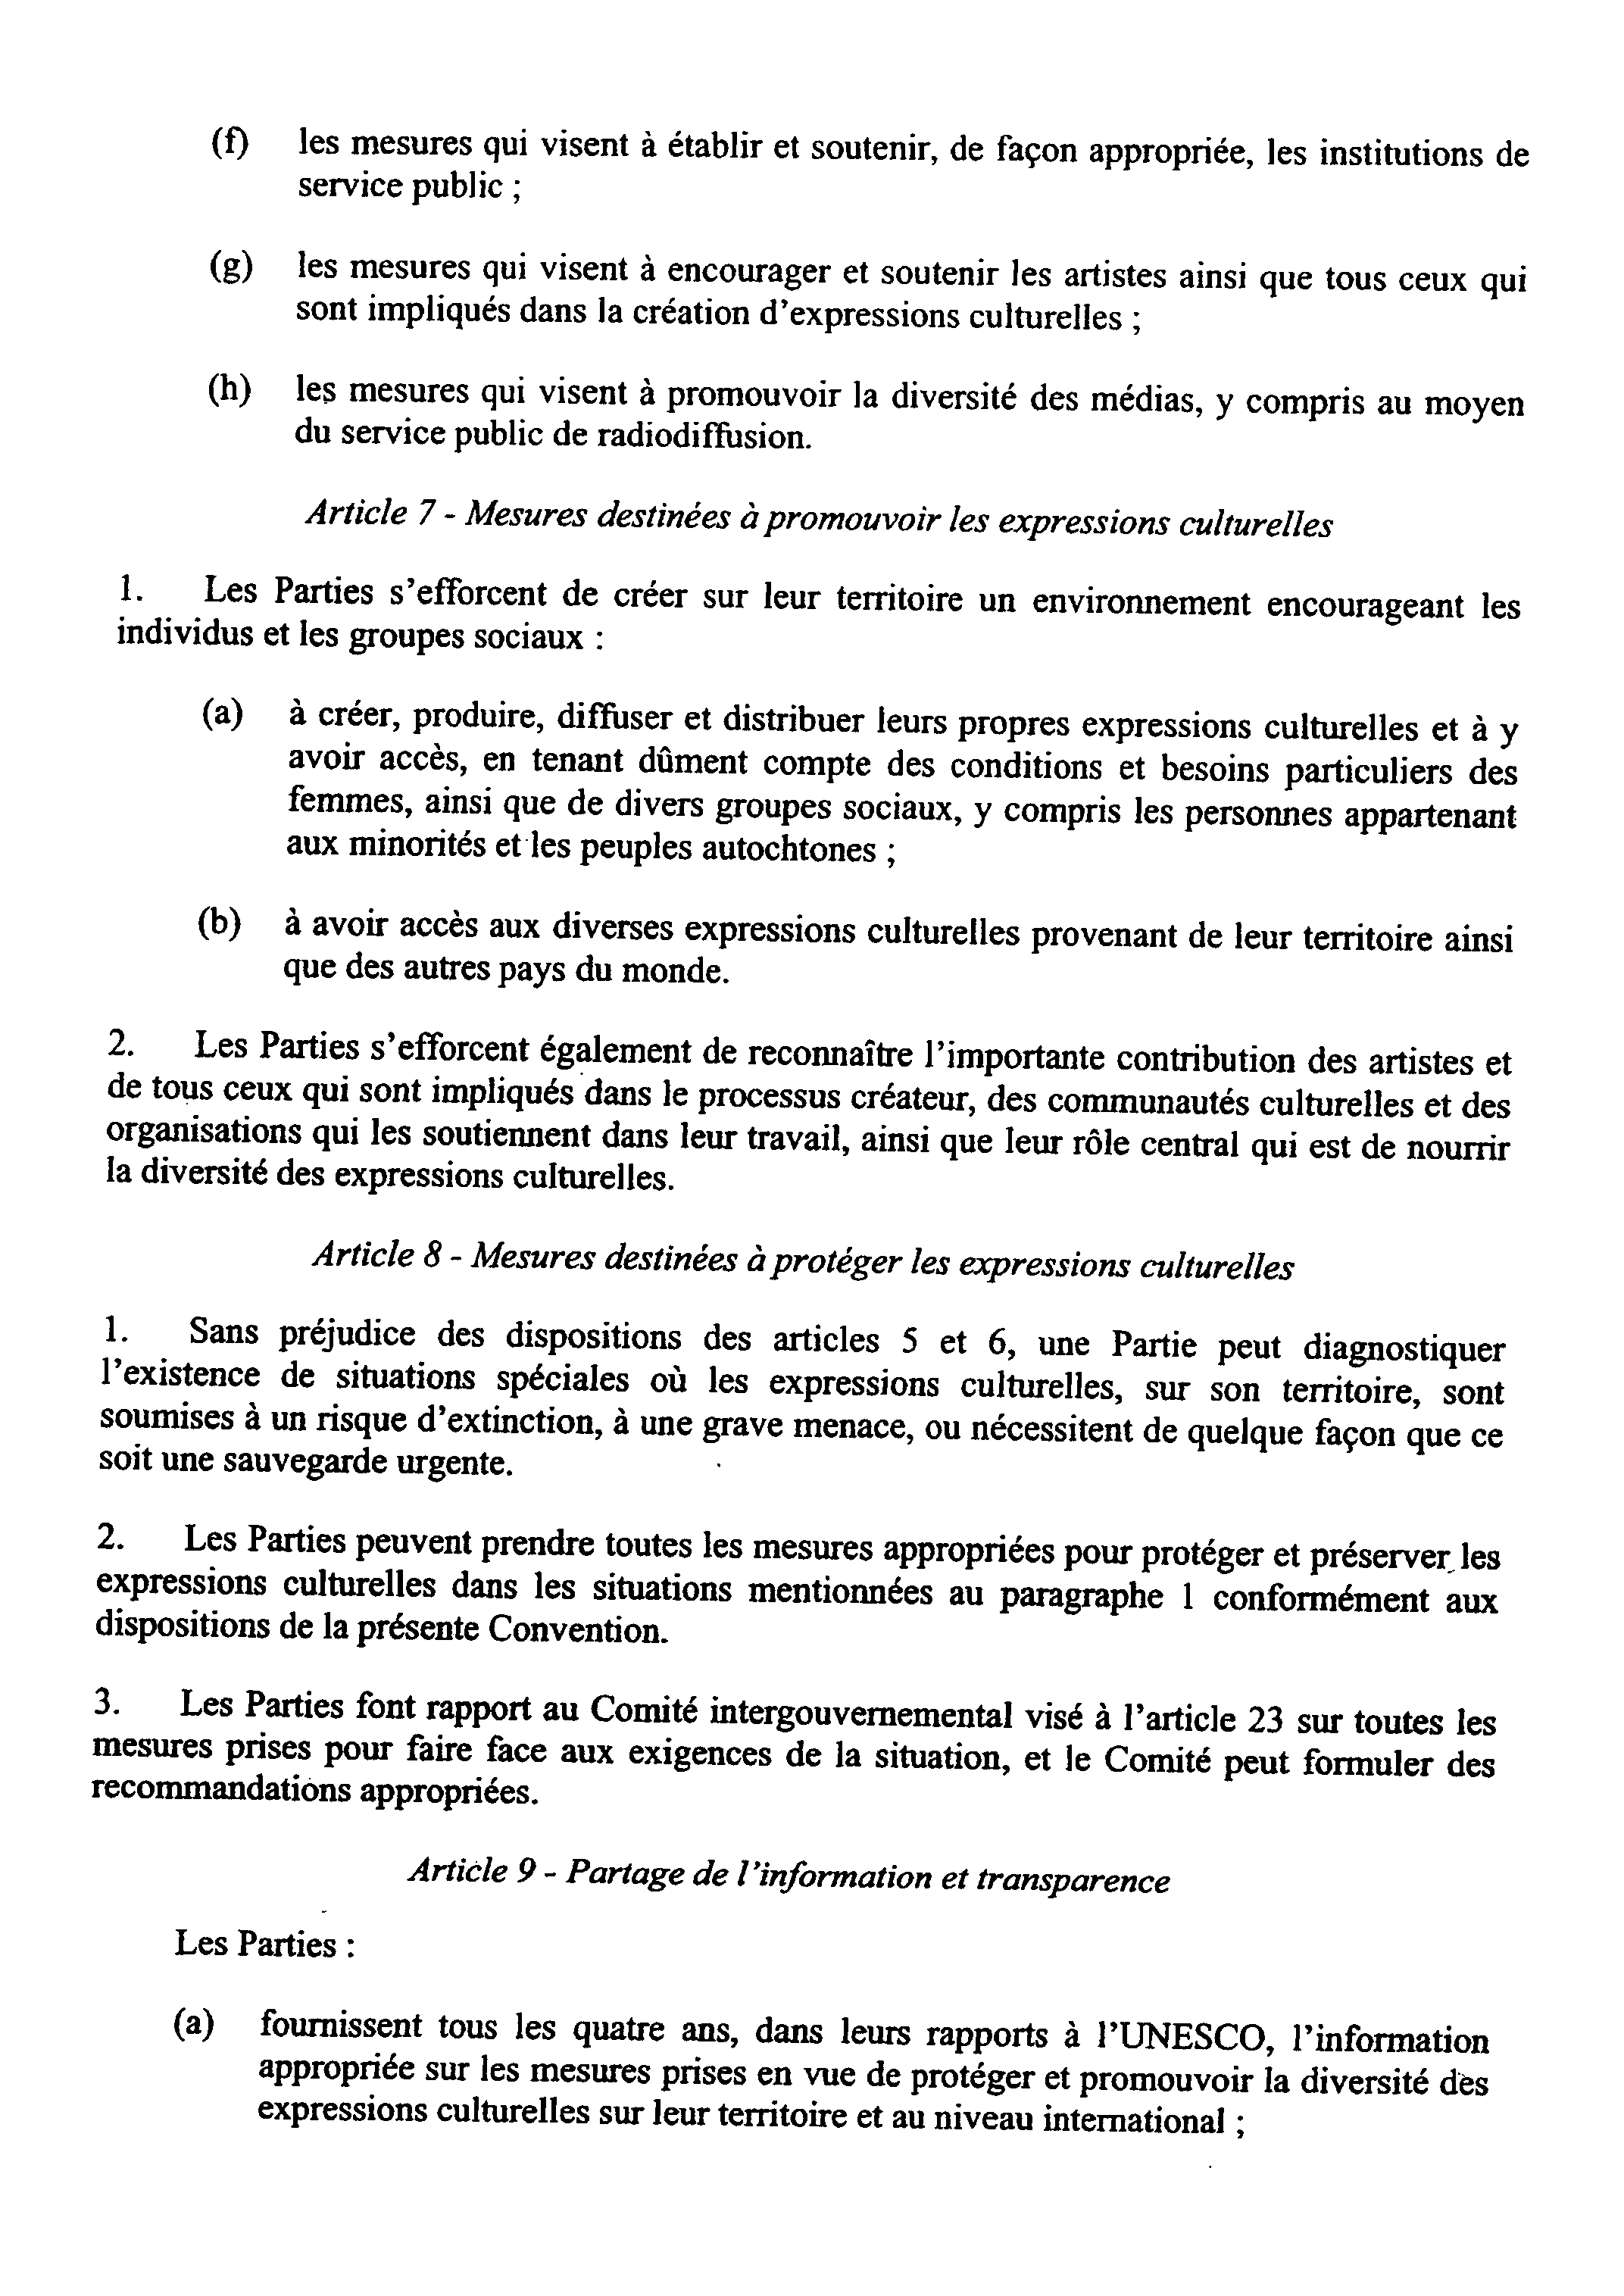 (f) les mesures qui visent à établir et soutenir, de façon appropriée, les institutions de
service public ;
(g) les mesures qui visent à encourager et soutenir les artistes ainsi que tous ceux qui
sont impliqués dans la création d'expressions culturelles ;
(h) les mesures qui visent à promouvoir la diversité des médias, y compris au moyen
du service public de radiodiffusion.
Article 7 - Mesures destinées à promouvoir les expressions culturelles
1. Les Parties s'efforcent de créer sur leur territoire un environnement encourageant les
individus et les groupes sociaux :
(a) à créer, produire, diffuser et distribuer leurs propres expressions culturelles et à y
avoir accès, en tenant dûment compte des conditions et besoins particuliers des
femmes, ainsi que de divers groupes sociaux, y compris les personnes appartenant
aux minorités et les peuples autochtones ;
(b) à avoir accès aux diverses expressions culturelles provenant de leur territoire ainsi
que des autres pays du monde.
2. Les Parties s'efforcent également de reconnaître l'importante contribution des artistes et
de tous ceux qui sont impliqués dans le processus créateur, des communautés culturelles et des
organisations qui les soutiennent dans leur travail, ainsi que leur rôle central qui est de nourrir
la diversité des expressions culturelles.
Article 8 - Mesures destinées à protéger les expressions culturelles
1. Sans préjudice des dispositions des articles 5 et 6, une Partie peut diagnostiquer
l'existence de situations spéciales où les expressions culturelles, sur son territoire, sont
soumises à un risque d'extinction, à une grave menace, ou nécessitent de quelque façon que ce
soit une sauvegarde urgente.
2. Les Parties peuvent prendre toutes les mesures appropriées pour protéger et préserver les
expressions culturelles dans les situations mentionnées au paragraphe 1 conformément aux
dispositions de la présente Convention.
3. Les Parties font rapport au Comité intergouvernemental visé à l'article 23 sur toutes les
mesures prises pour faire face aux exigences de la situation, et le Comité peut formuler des
recommandations appropriées.
Article 9 - Partage de l'information et transparence
Les Parties :
(a) fournissent tous les quatre ans, dans leurs rapports à l'UNESCO, l'information
appropriée sur les mesures prises en vue de protéger et promouvoir la diversité des
expressions culturelles sur leur territoire et au niveau international ;